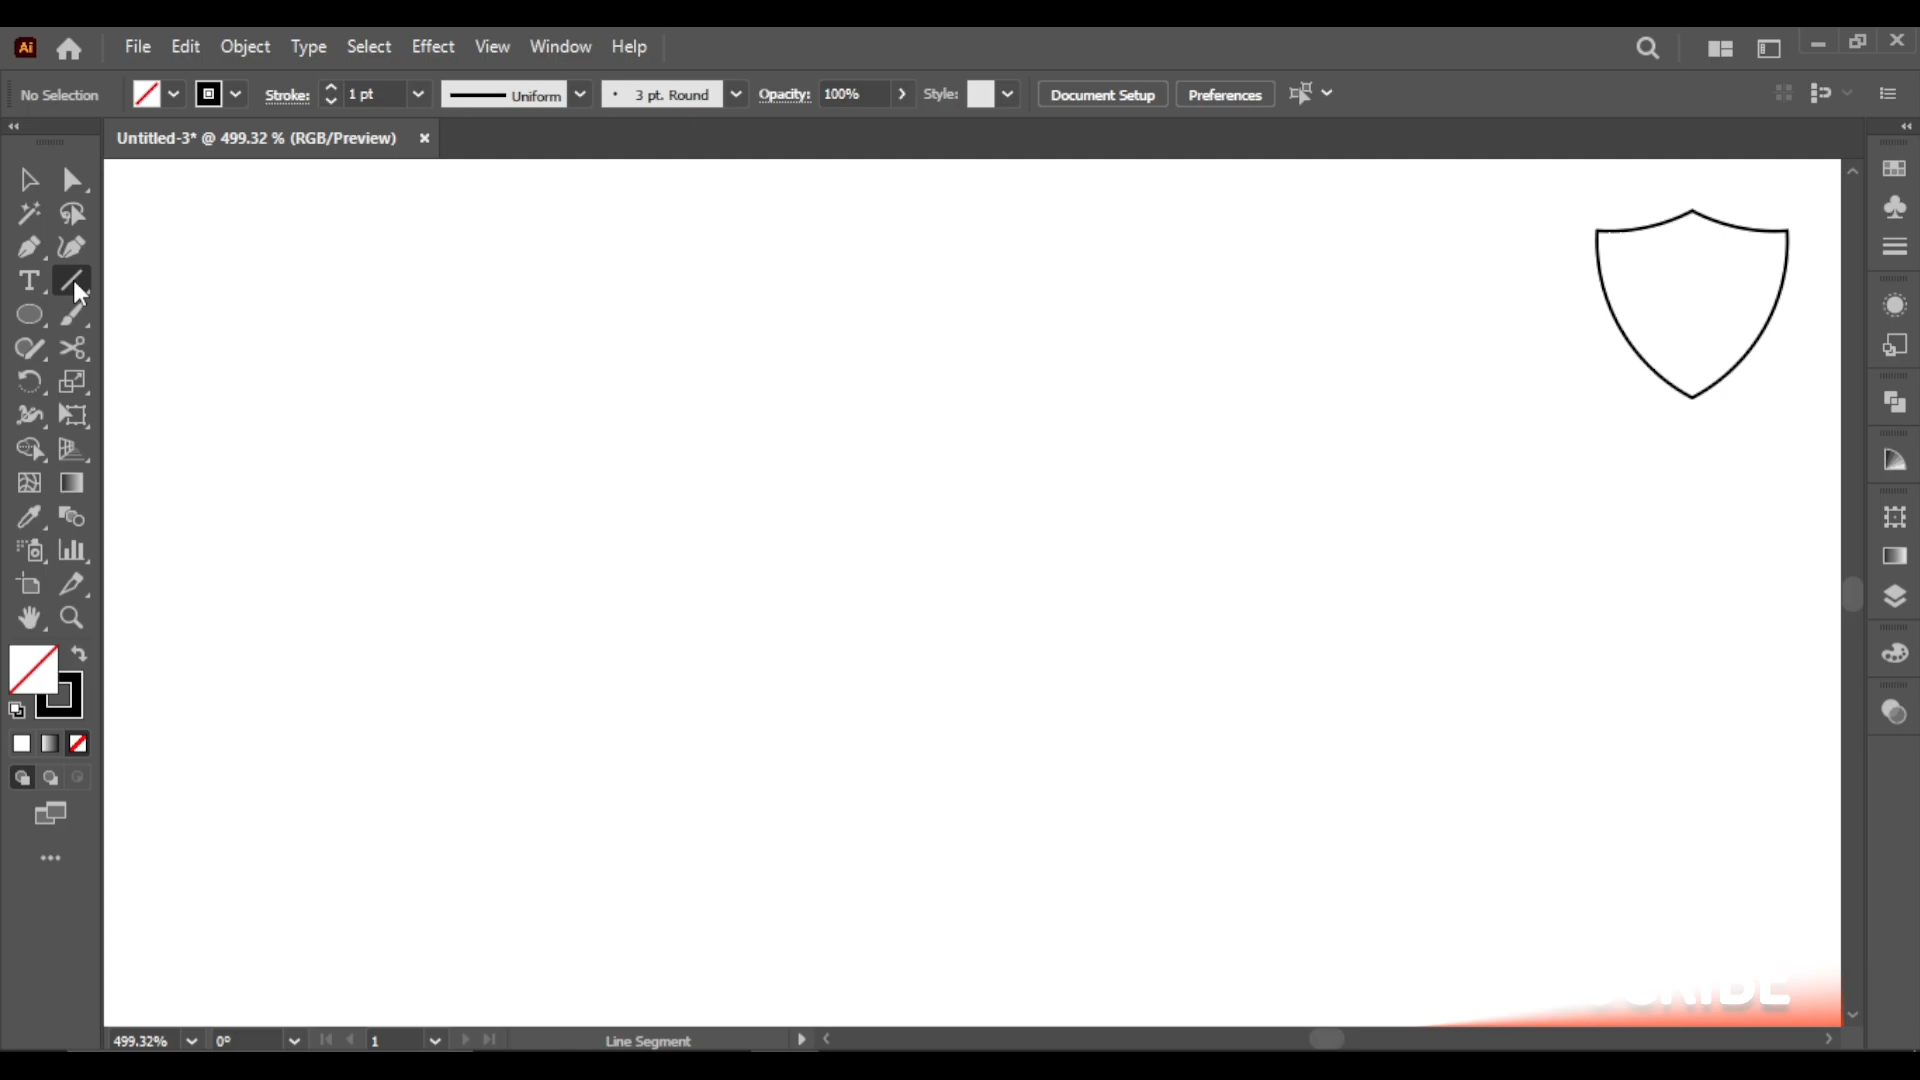 Ai File Edit Object Type Select Effect View Window Help
No Selection Stroke: 1 pt Uniform 3 pt. Round Opacity: 100% Style: Document Setup Preferences
Untitled-3* @ 499.32 % (RGB/Preview)
T
499.32% 0° 1 Line Segment